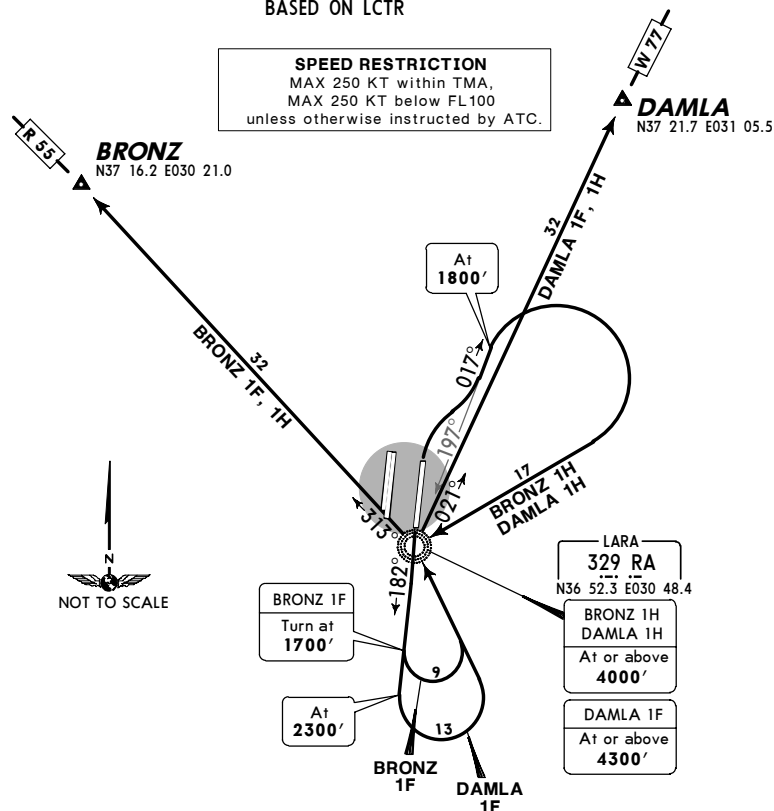 BASED ON LCTR
SPEED RESTRICTION
MAX 250 KT within TMA,
MAX 250 KT below FL100
unless otherwise instructed by ATC.
W 77
DAMLA
N37 21.7 E031 05.5
R 55
BRONZ
N37 16.2 E030 21.0
32
DAMLA 1F, 1H
At
1800'
32
BRONZ 1F, 1H
017°
197°
021°
17
BRONZ 1H
DAMLA 1H
313°
182°
LARA
329 RA
N36 52.3 E030 48.4
N
NOT TO SCALE
BRONZ 1F
Turn at
1700'
BRONZ 1H
DAMLA 1H
At or above
4000'
9
At
2300'
13
DAMLA 1F
At or above
4300'
BRONZ
1F
DAMLA
1F